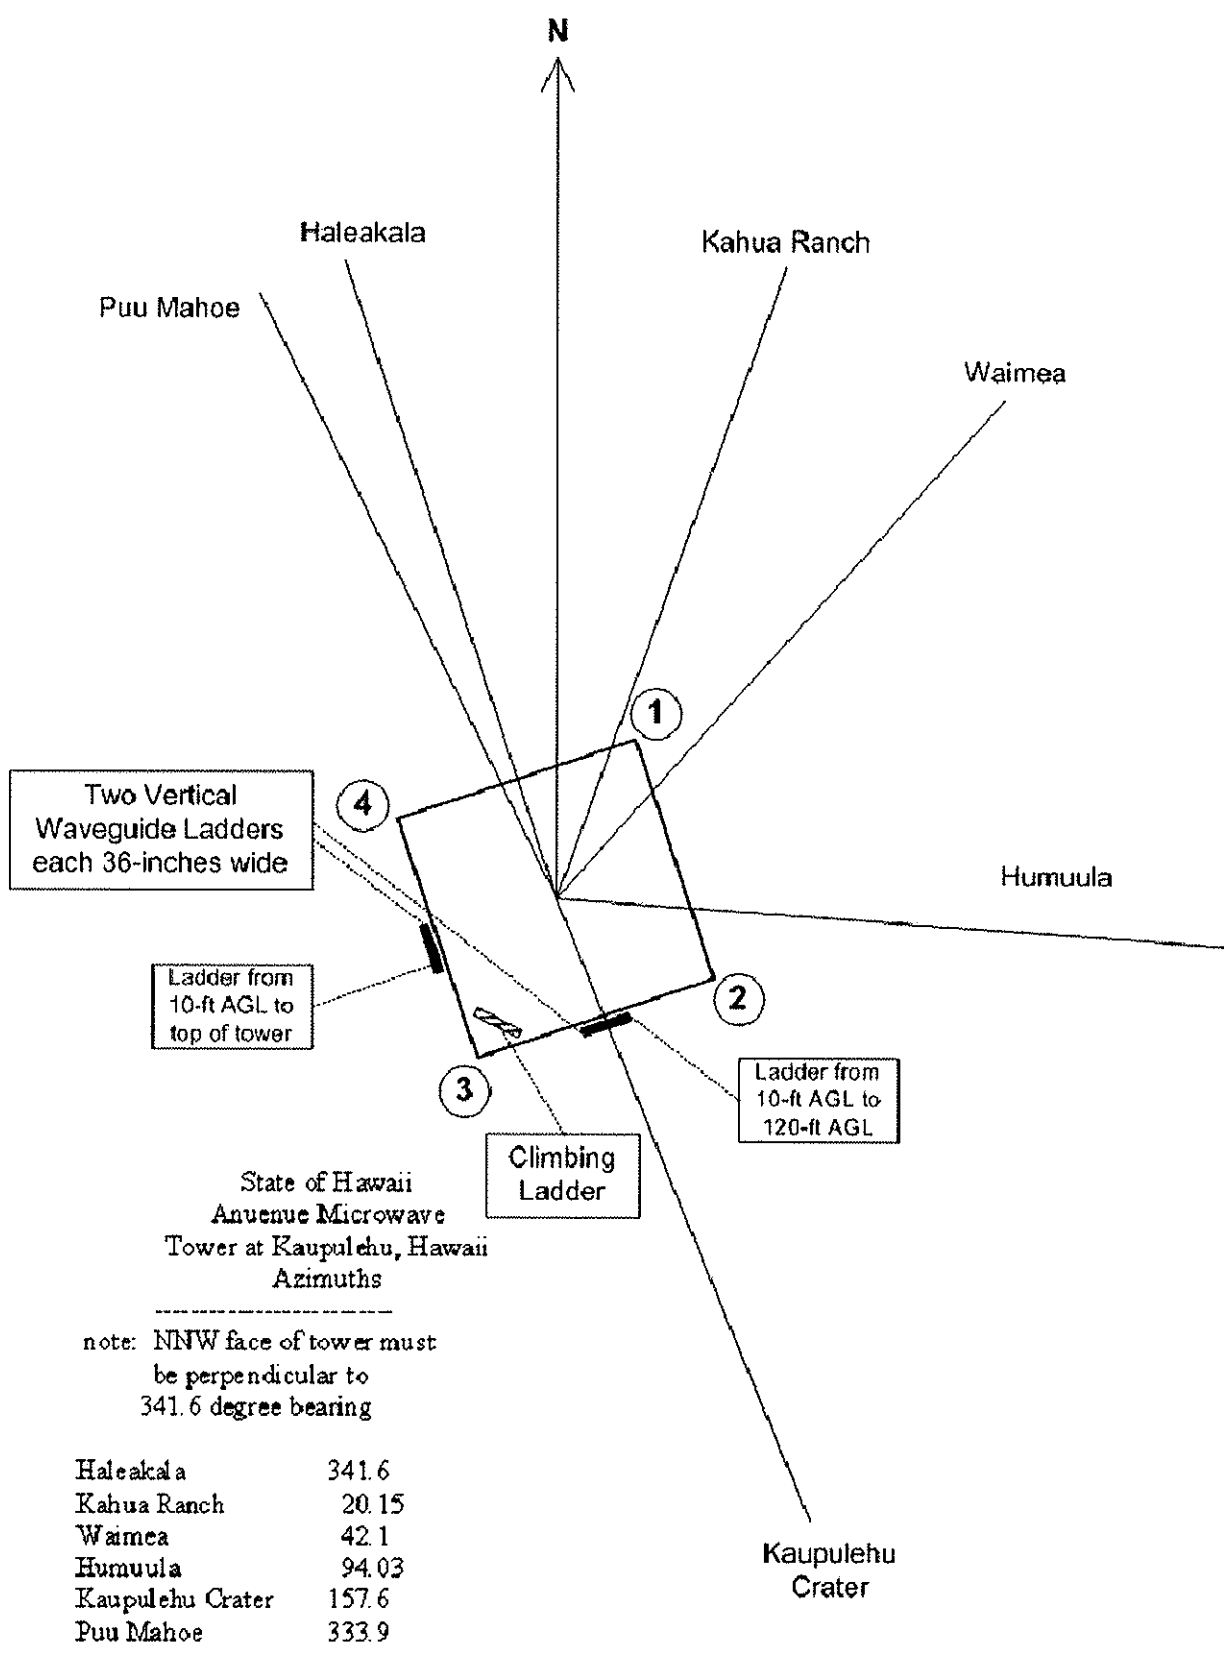 N
Haleakala
Kahua Ranch
Puu Mahoe
Waimea
1
4
Two Vertical
Waveguide Ladders
each 36-inches wide
Humuula
Ladder from
10-ft AGL to
top of tower
2
3
Ladder from
10-ft AGL to
120-ft AGL
Climbing
Ladder
State of Hawaii
Anuenue Microwave
Tower at Kaupulehu, Hawaii
Azimuths
--------------------------
note: NNW face of tower must
be perpendicular to
341.6 degree bearing
Haleakala 341.6
Kahua Ranch 20.15
Waimea 42.1
Humuula 94.03
Kaupulehu Crater 157.6
Puu Mahoe 333.9
Kaupulehu
Crater